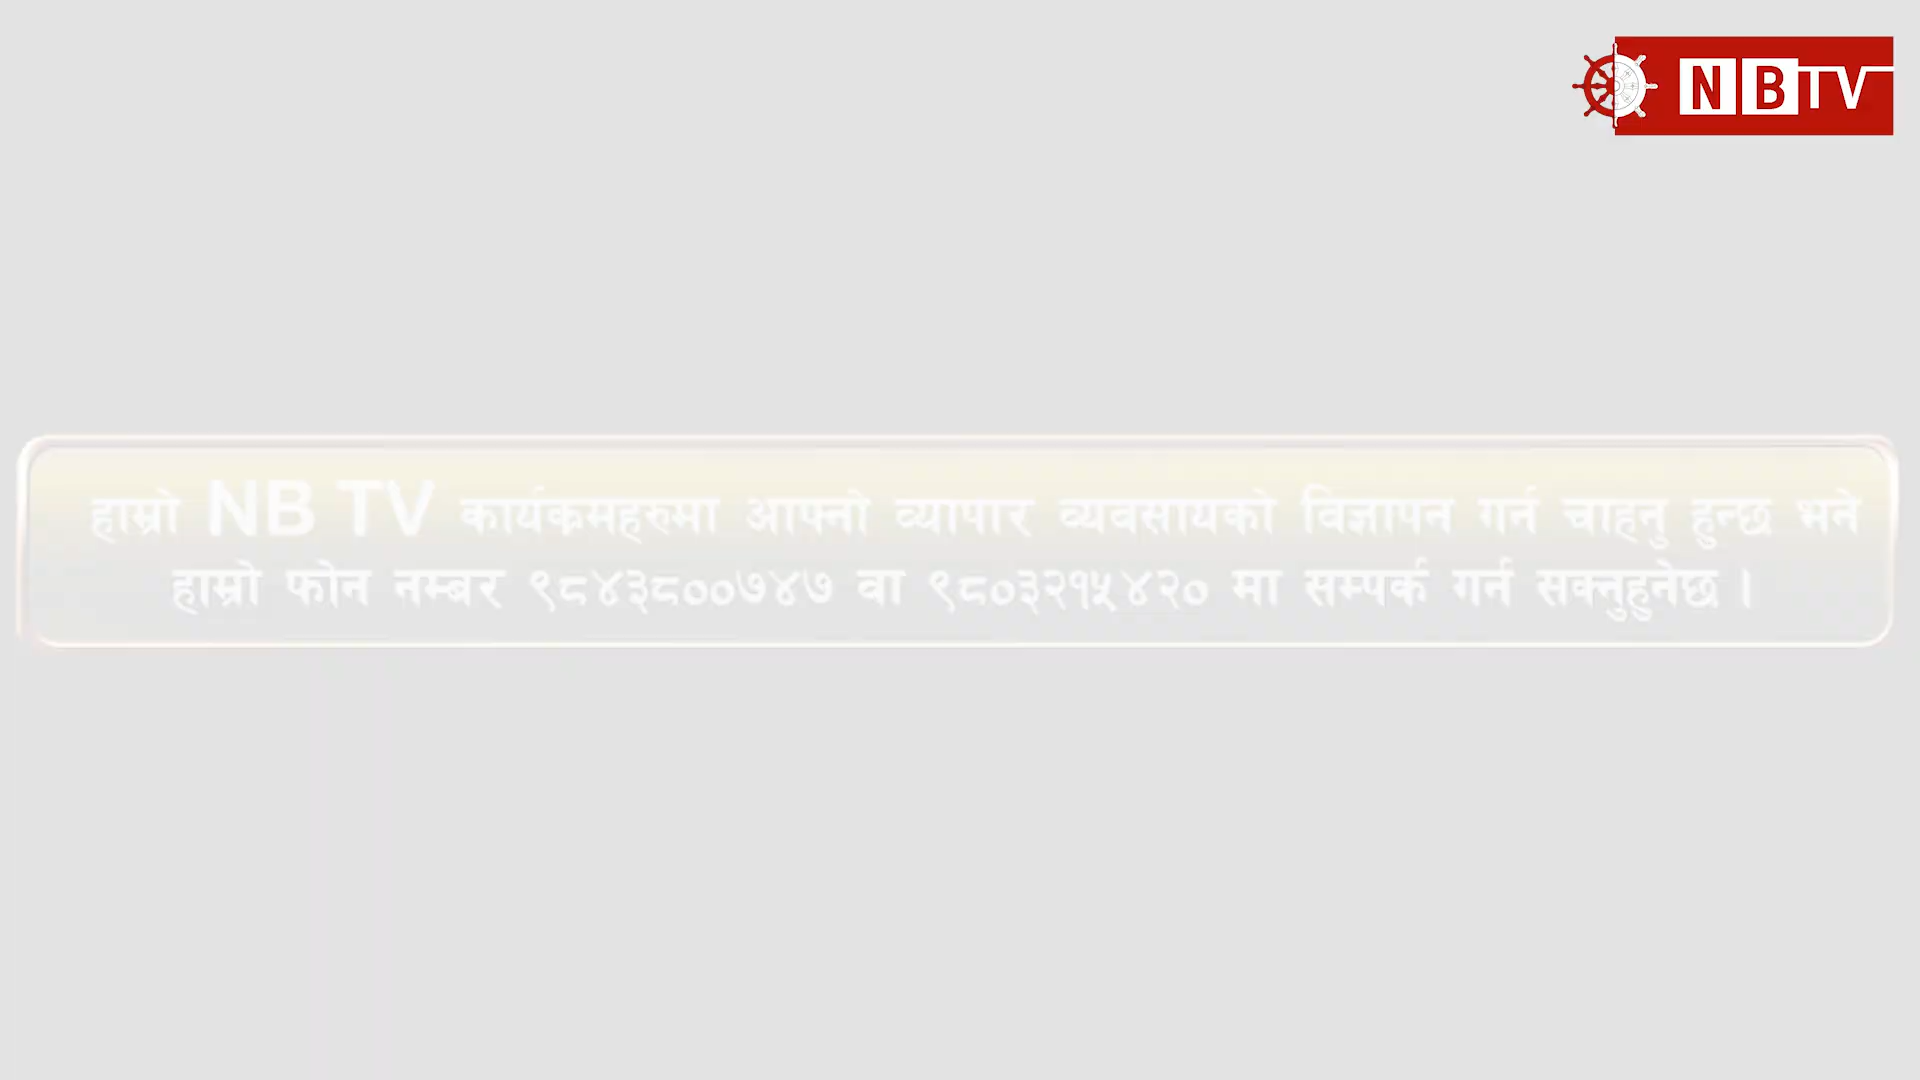 NBTV
हाम्रो NB TV कार्यक्रमहरुमा आफ्नो व्यापार व्यवसायको विज्ञापन गर्न चाहनु हुन्छ भने
हाम्रो फोन नम्बर ९८४३८००७४७ वा ९८०३२१५४२० मा सम्पर्क गर्न सक्नुहुनेछ ।